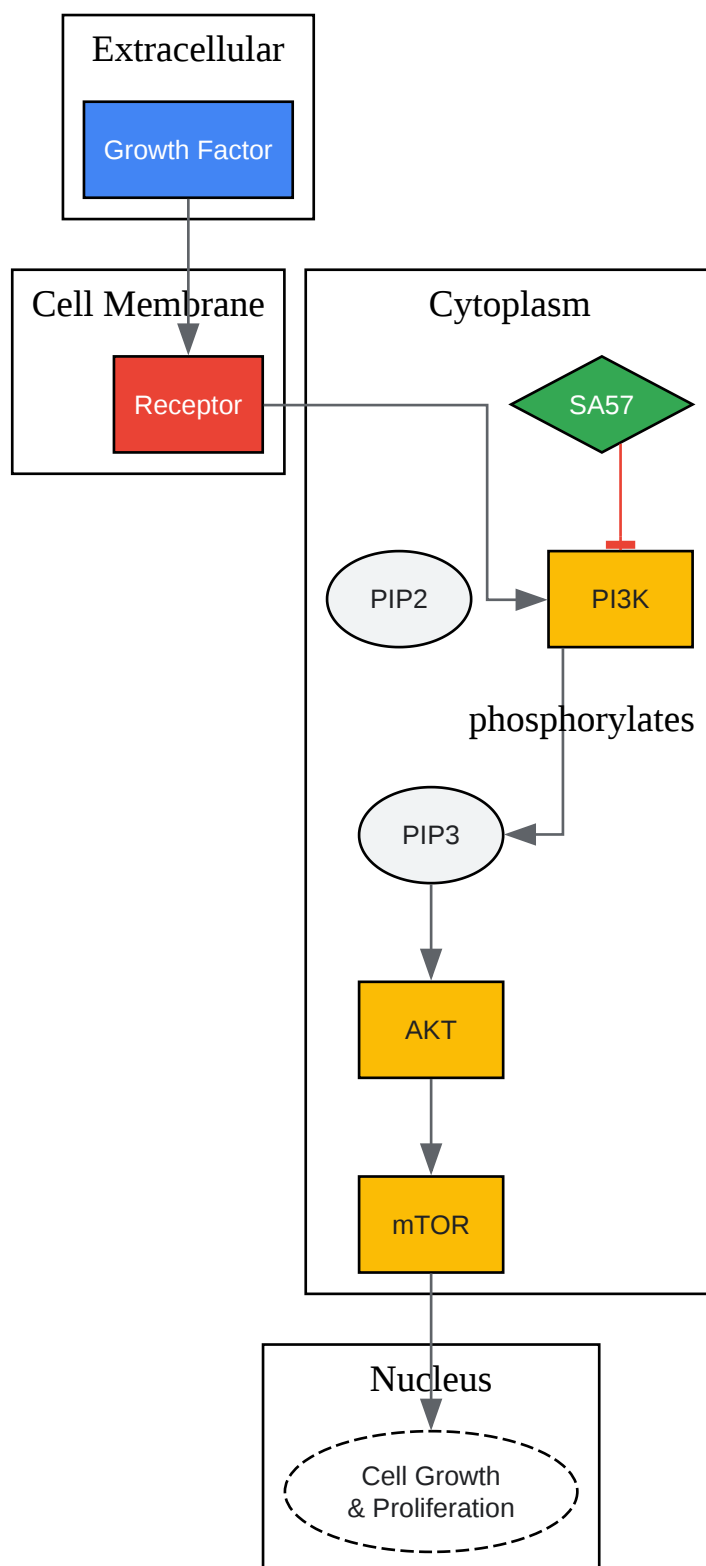 Extracellular
Growth Factor
Cell Membrane
Cytoplasm
Receptor
SA57
PIP2
PI3K
phosphorylates
PIP3
AKT
mTOR
Nucleus
Cell Growth
& Proliferation